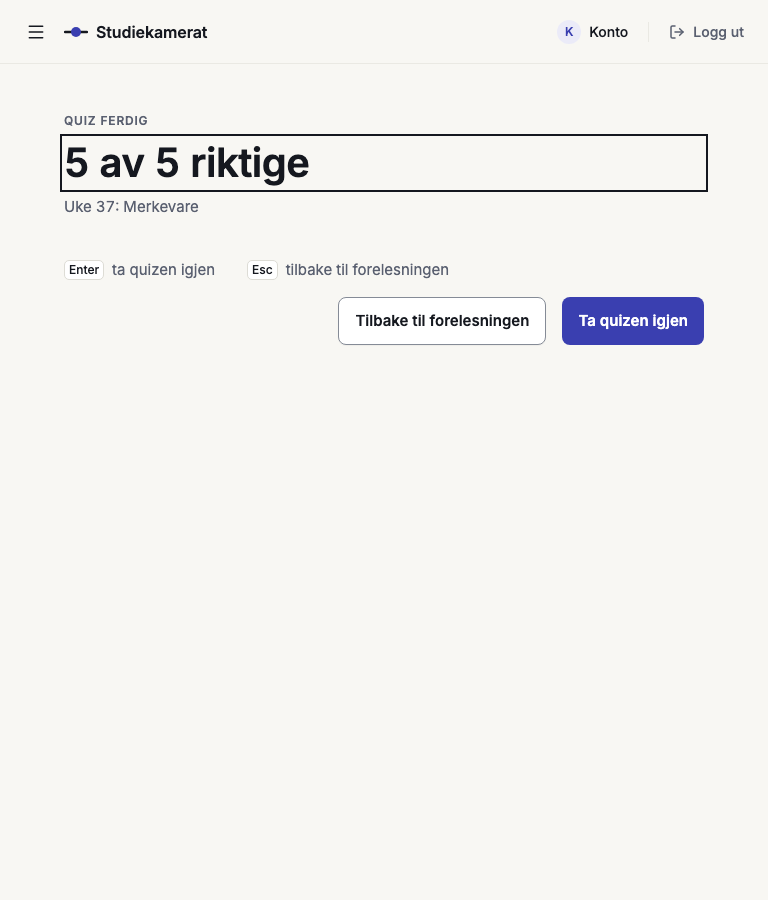 Studiekamerat
K Konto
Logg ut
QUIZ FERDIG
5 av 5 riktige
Uke 37: Merkevare
Enter ta quizen igjen Esc tilbake til forelesningen
Tilbake til forelesningen
Ta quizen igjen